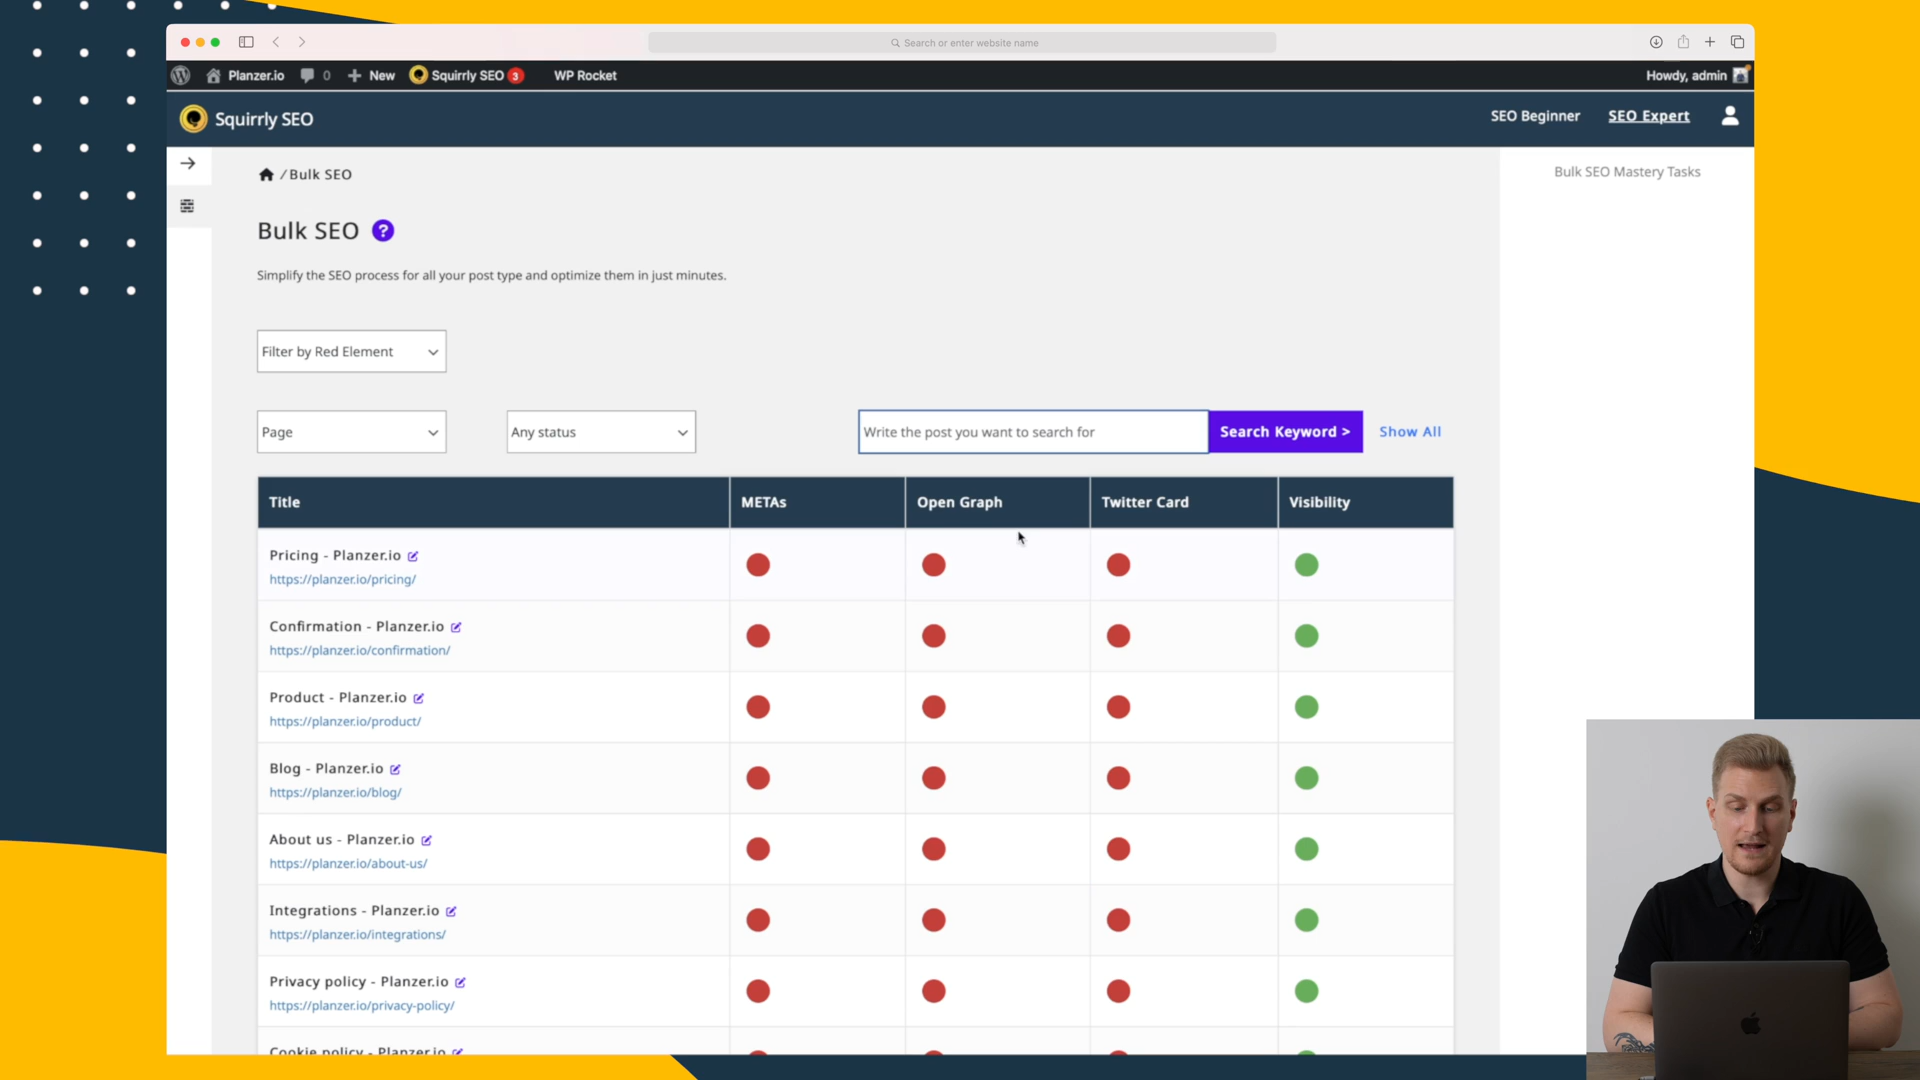 Search or enter website name
Planzer.io 0 New Squirrly SEO 3 WP Rocket Howdy, admin
Squirrly SEO SEO Beginner SEO Expert
/ Bulk SEO
Bulk SEO Mastery Tasks
Bulk SEO ?
Simplify the SEO process for all your post type and optimize them in just minutes.
Filter by Red Element
Page Any status Write the post you want to search for Search Keyword > Show All
Title METAs Open Graph Twitter Card Visibility
Pricing - Planzer.io
https://planzer.io/pricing/
Confirmation - Planzer.io
https://planzer.io/confirmation/
Product - Planzer.io
https://planzer.io/product/
Blog - Planzer.io
https://planzer.io/blog/
About us - Planzer.io
https://planzer.io/about-us/
Integrations - Planzer.io
https://planzer.io/integrations/
Privacy policy - Planzer.io
https://planzer.io/privacy-policy/
Cookie policy - Planzer.io